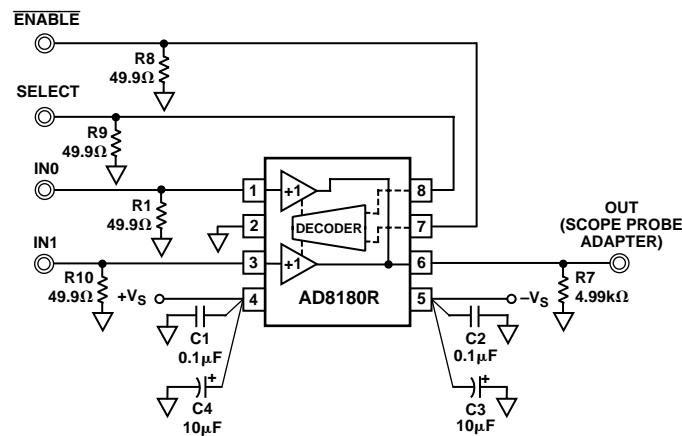 ENABLE
R8
49.9Ω
SELECT
R9
49.9Ω
IN0
R1
49.9Ω
IN1
R10
49.9Ω
+VS
C1
0.1μF
C4
+
10μF
1
2
3
4
+1
DECODER
+1
AD8180R
8
7
6
5
OUT
(SCOPE PROBE
ADAPTER)
R7
4.99kΩ
–VS
C2
0.1μF
C3
+
10μF